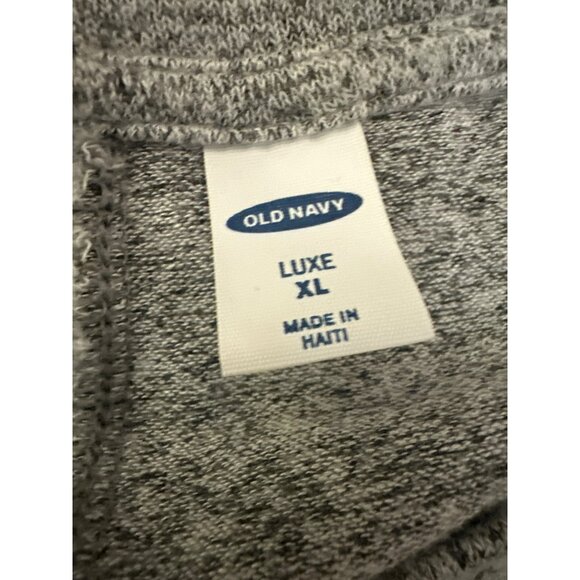 OLD NAVY
LUXE
XL
MADE IN
HAITI